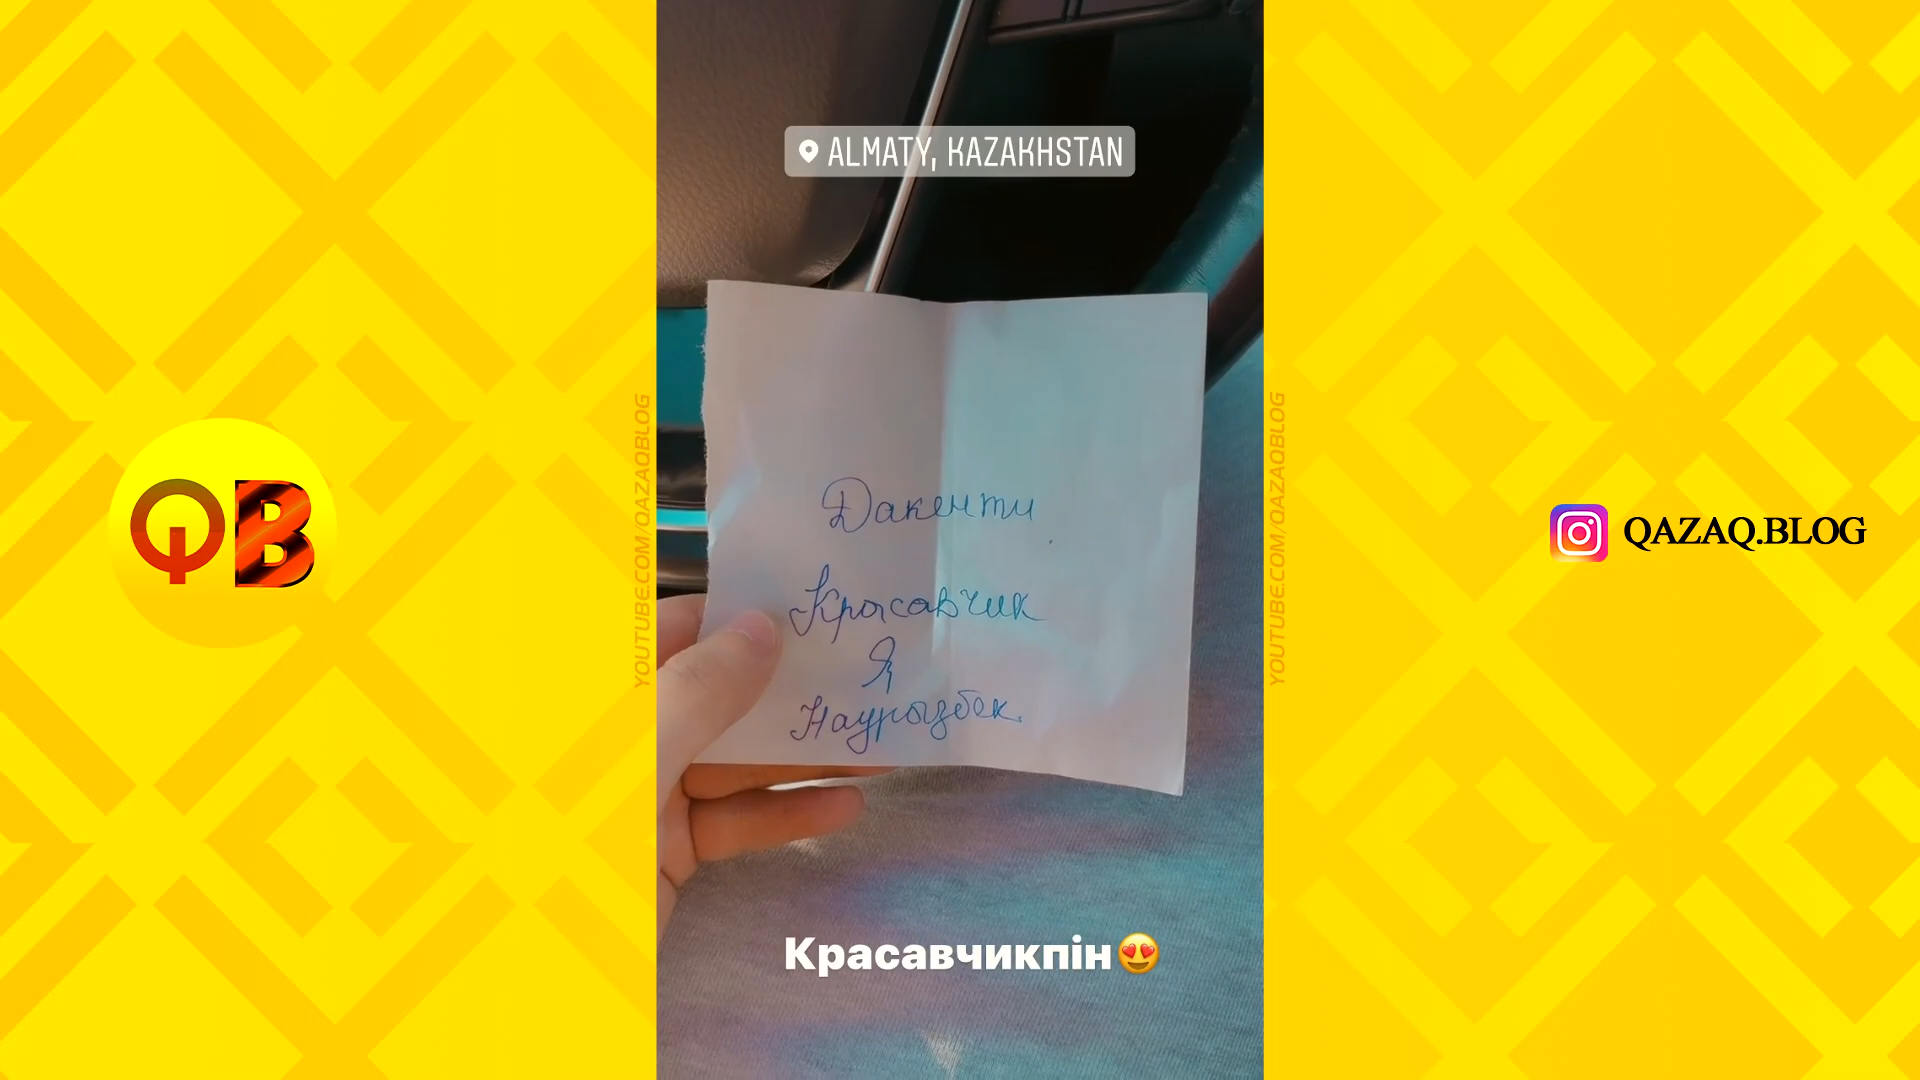 ALMATY, KAZAKHSTAN
Дакенти
Красавчик
Я
Наурызбек
Красавчикпін😍
QB
QAZAQ.BLOG
YOUTUBE.COM/QAZAQBLOG
YOUTUBE.COM/QAZAQBLOG